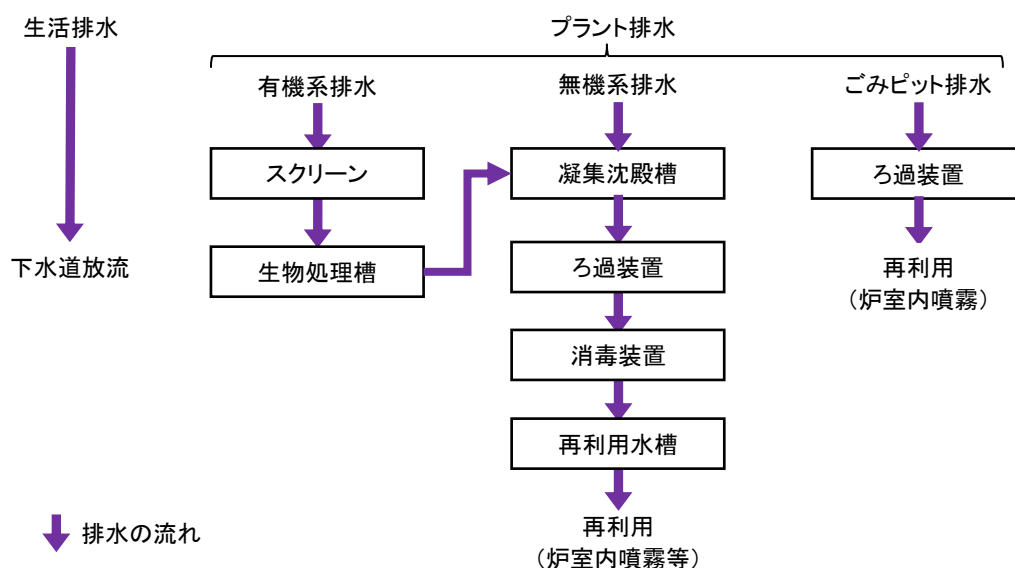 生活排水
プラント排水
有機系排水
無機系排水
ごみピット排水
スクリーン
凝集沈殿槽
ろ過装置
下水道放流
生物処理槽
ろ過装置
再利用
（炉室内噴霧）
消毒装置
再利用水槽
排水の流れ
再利用
（炉室内噴霧等）